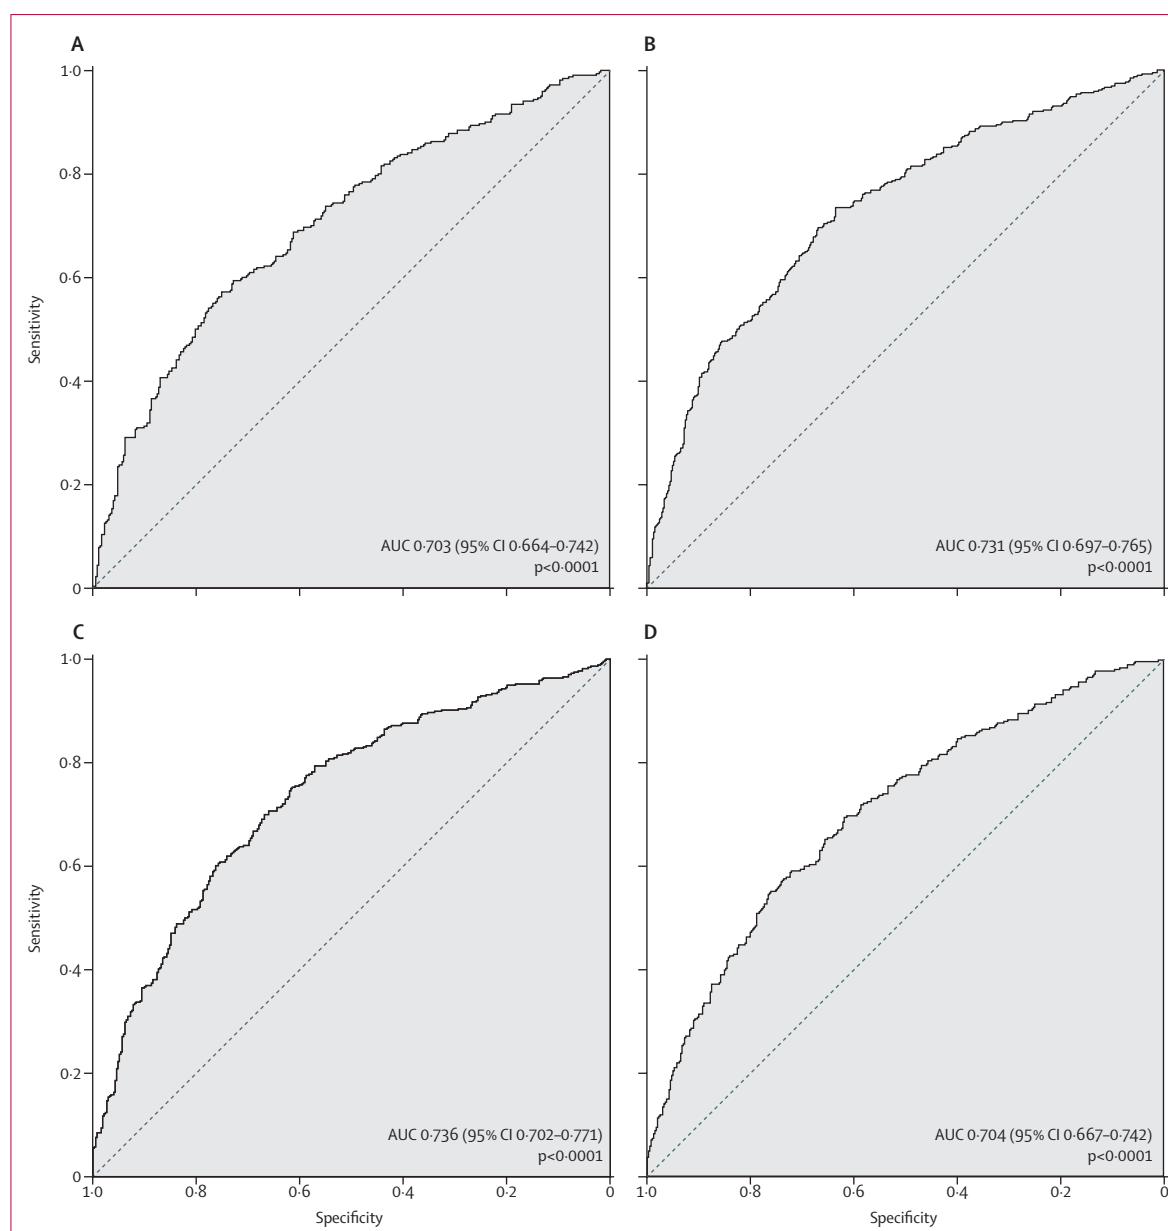 A
1·0
0·8
0·6
0·4
0·2
0
Sensitivity
AUC 0·703 (95% CI 0·664–0·742)
p<0·0001
B
AUC 0·731 (95% CI 0·697–0·765)
p<0·0001
C
1·0
0·8
0·6
0·4
0·2
0
Sensitivity
AUC 0·736 (95% CI 0·702–0·771)
p<0·0001
1·0 0·8 0·6 0·4 0·2 0
Specificity
D
AUC 0·704 (95% CI 0·667–0·742)
p<0·0001
1·0 0·8 0·6 0·4 0·2 0
Specificity